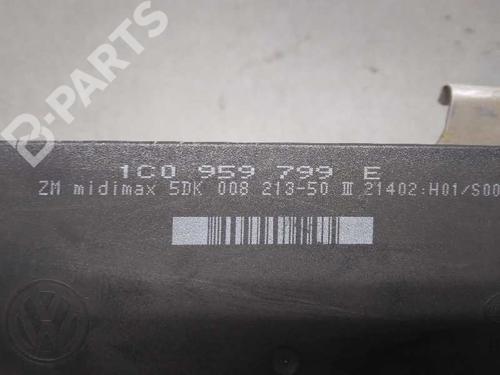 B-PARTS
1C0 959 799 E
ZM midimax 5DK 008 213-50 III 21402:H01/S00